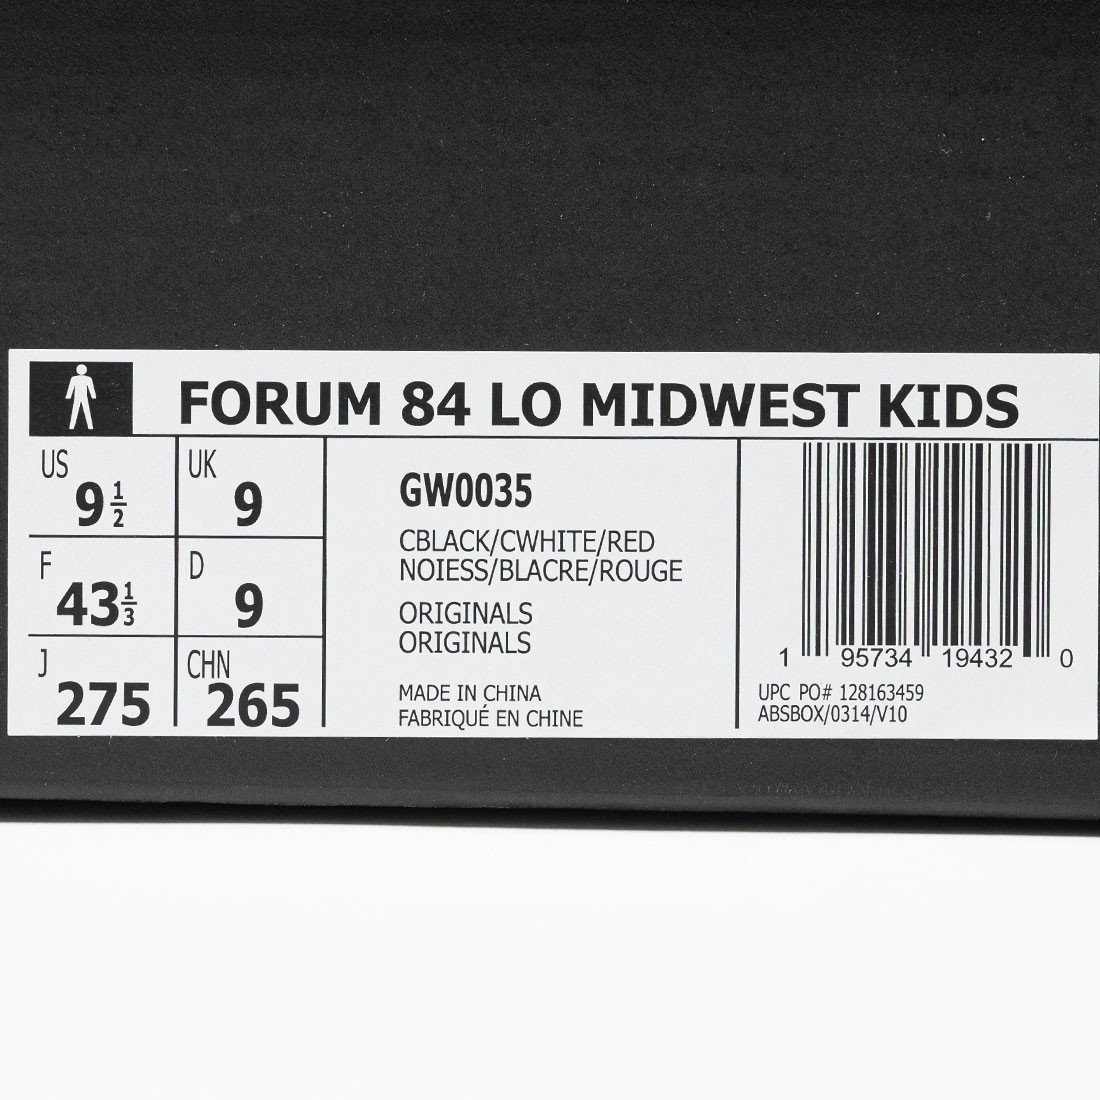 FORUM 84 LO MIDWEST KIDS
US
9 1/2
UK
9
F
43 1/3
D
9
J
275
CHN
265
GW0035
CBLACK/CWHITE/RED
NOIESS/BLACRE/ROUGE
ORIGINALS
ORIGINALS
MADE IN CHINA
FABRIQUÉ EN CHINE
1 95734 19432 0
UPC PO# 128163459
ABSBOX/0314/V10